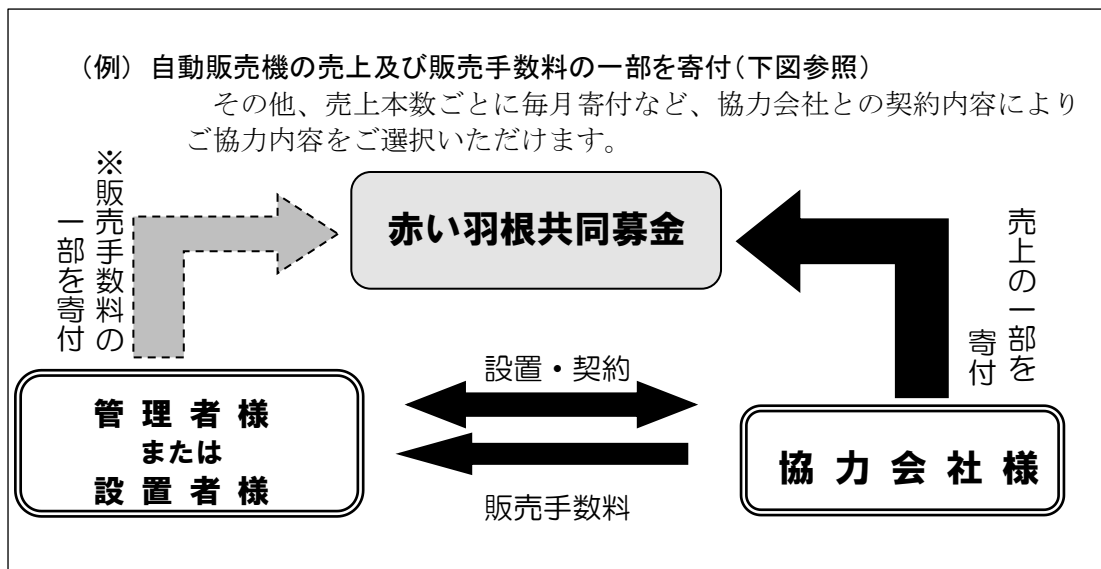 （例）自動販売機の売上及び販売手数料の一部を寄付（下図参照）
その他、売上本数ごとに毎月寄付など、協力会社との契約内容により
ご協力内容をご選択いただけます。
※販売手数料の
一部を寄付
赤い羽根共同募金
売上の一部を
寄付
設置・契約
管理者様
または
設置者様
協力会社様
販売手数料